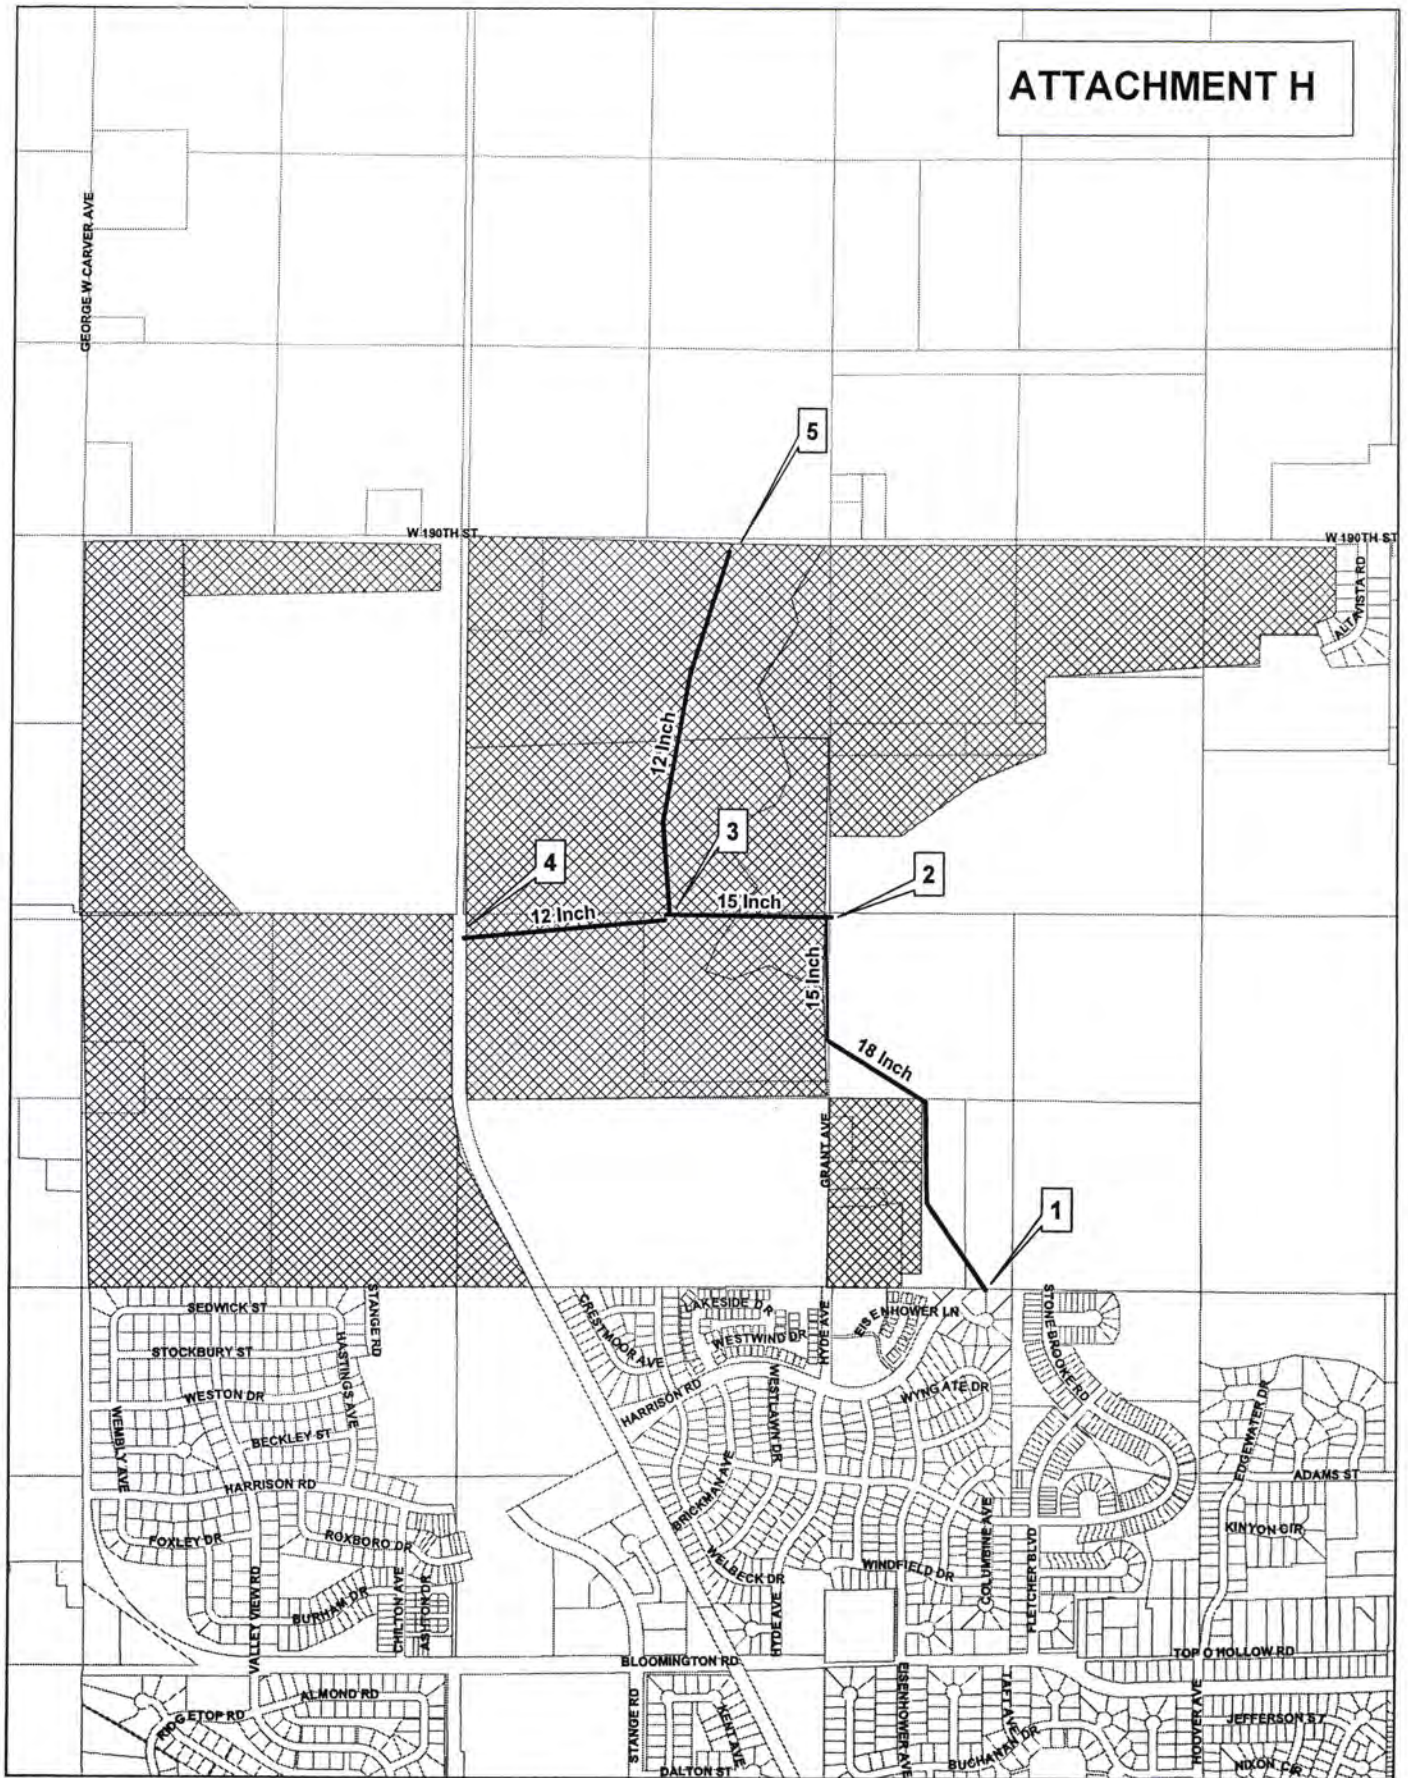 ATTACHMENT H
GEORGE W CARVER AVE
5
W 190TH ST
W 190TH ST
ALTA VISTA RD
12 Inch
3
4
2
15 Inch
12 Inch
15 Inch
18 Inch
GRANT AVE
1
SEDWICK ST
STANGE RD
CRESTMOOR AVE
LAKESIDE DR
HYDE AVE
EISENHOWER LN
STONE BROOKE RD
STOCKBURY ST
HASTINGS AVE
WESTWIND DR
WESTON DR
HARRISON RD
WESTLAWN DR
WYNGATE DR
EDGEWATER DR
WEMBLY AVE
BECKLEY ST
HARRISON RD
BRICKMAN AVE
ADAMS ST
FOXLEY DR
ROXBORO DR
WELBECK DR
WINDFIELD DR
COLUMBINE AVE
FLETCHER BLVD
KINYON CIR
VALLEY VIEW RD
BURHAM DR
CHILTON AVE
ASHTON DR
HYDE AVE
BLOOMINGTON RD
TOP O HOLLOW RD
RIDGETOP RD
ALMOND RD
STANGE RD
KENT AVE
DALTON ST
EISENHOWER AVE
TAFT AVE
BUCHANAN DR
HOOVER AVE
JEFFERSON ST
NIXON CIR